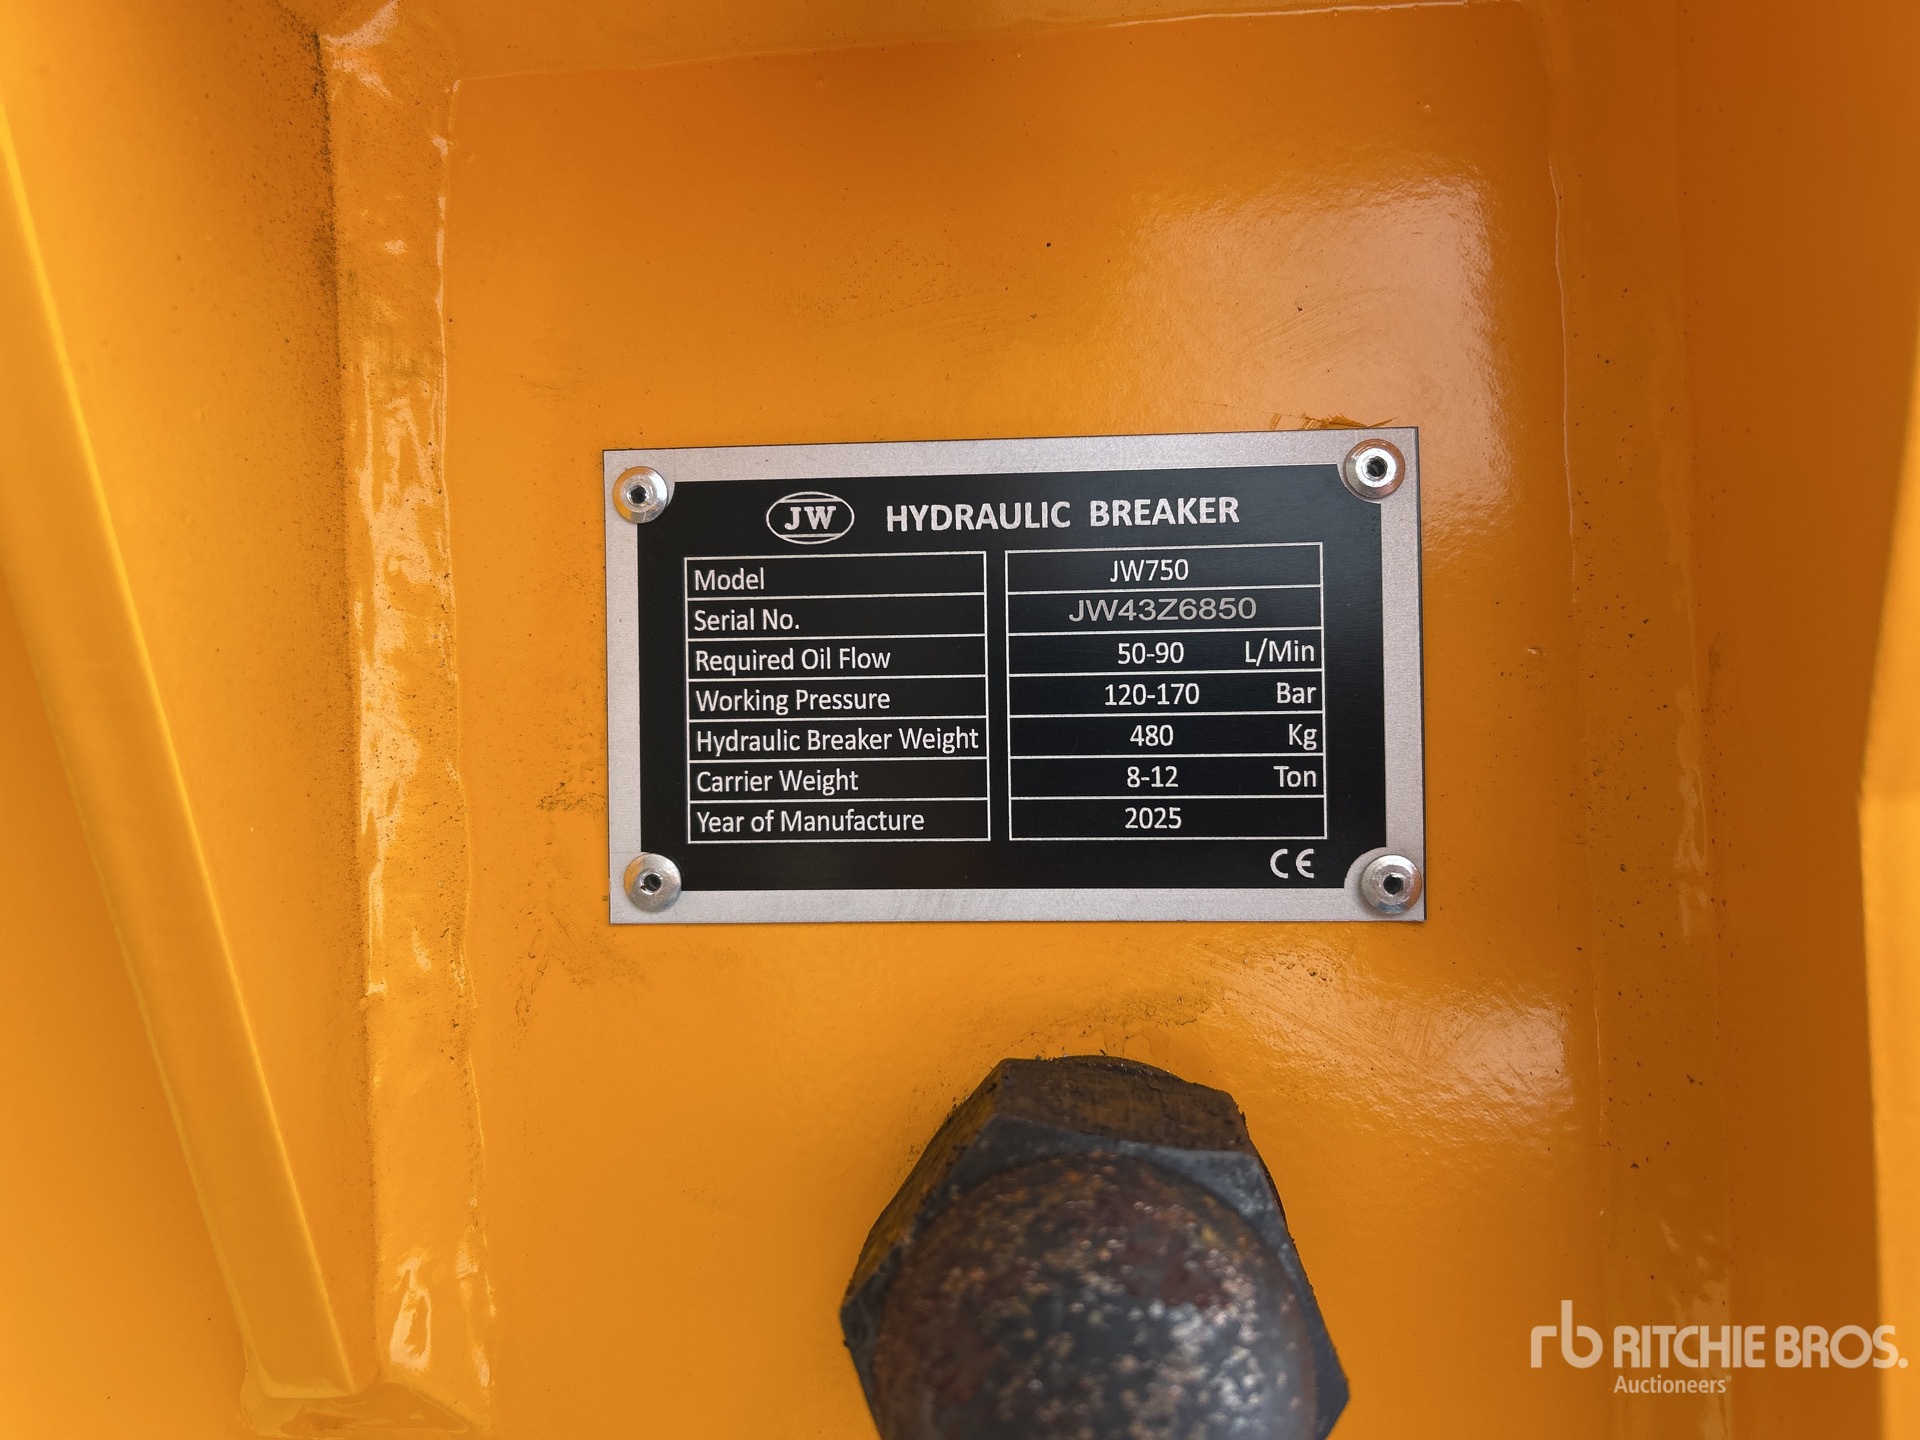 JW HYDRAULIC BREAKER
Model JW750
Serial No. JW43Z6850
Required Oil Flow 50-90 L/Min
Working Pressure 120-170 Bar
Hydraulic Breaker Weight 480 Kg
Carrier Weight 8-12 Ton
Year of Manufacture 2025
CE
rb RITCHIE BROS.
Auctioneers